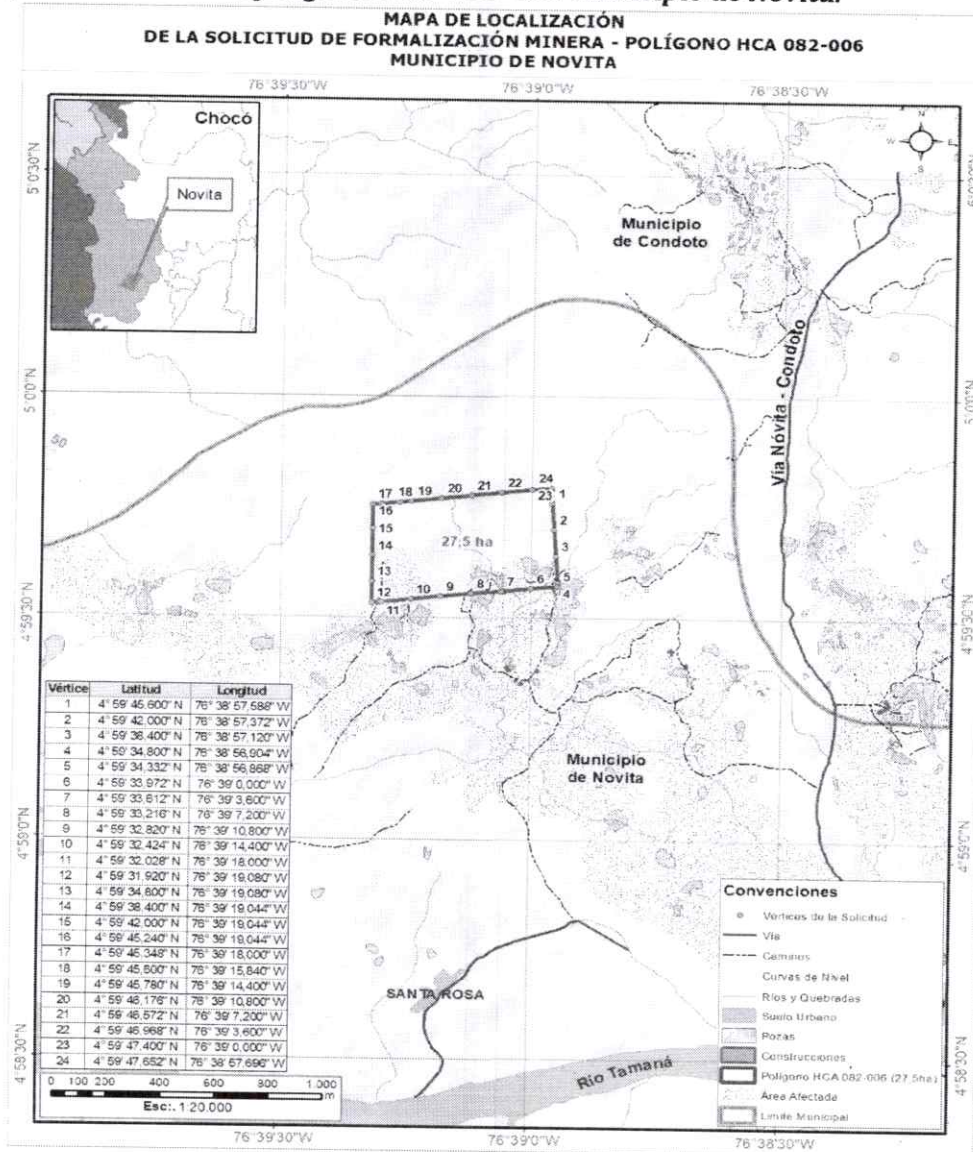 MAPA DE LOCALIZACIÓN
DE LA SOLICITUD DE FORMALIZACIÓN MINERA - POLÍGONO HCA 082-006
MUNICIPIO DE NOVITA
76°39'30"W 76°39'0"W 76°38'30"W
Chocó
Novita
N
W E
S
5°0'30"N
Municipio
de Condoto
Vía Nóvita - Condoto
5°0'0"N 5°0'0"N
50
17 18 19 20 21 22 24
16 23 1
15 2
14 27,5 ha 3
13
12 10 9 8 7 6 5
11 4
4°59'30"N 4°59'30"N
Municipio
de Novita
Vértice Latitud Longitud
1 4° 59' 45,600" N 76° 38' 57,588" W
2 4° 59' 42,000" N 76° 38' 57,372" W
3 4° 59' 38,400" N 76° 38' 57,120" W
4 4° 59' 34,800" N 76° 38' 56,904" W
5 4° 59' 34,332" N 76° 38' 56,868" W
6 4° 59' 33,972" N 76° 39' 0,000" W
7 4° 59' 33,612" N 76° 39' 3,600" W
8 4° 59' 33,216" N 76° 39' 7,200" W
9 4° 59' 32,820" N 76° 39' 10,800" W
10 4° 59' 32,424" N 76° 39' 14,400" W
11 4° 59' 32,028" N 76° 39' 18,000" W
12 4° 59' 31,920" N 76° 39' 19,080" W
13 4° 59' 34,800" N 76° 39' 19,080" W
14 4° 59' 38,400" N 76° 39' 19,044" W
15 4° 59' 42,000" N 76° 39' 19,044" W
16 4° 59' 45,240" N 76° 39' 19,044" W
17 4° 59' 45,348" N 76° 39' 18,000" W
18 4° 59' 45,600" N 76° 39' 15,840" W
19 4° 59' 45,780" N 76° 39' 14,400" W
20 4° 59' 46,176" N 76° 39' 10,800" W
21 4° 59' 46,572" N 76° 39' 7,200" W
22 4° 59' 46,968" N 76° 39' 3,600" W
23 4° 59' 47,400" N 76° 39' 0,000" W
24 4° 59' 47,652" N 76° 38' 57,696" W
4°59'0"N 4°59'0"N
SANTA ROSA
Río Tamaná
Convenciones
Vértices de la Solicitud
Vía
Caminos
Curvas de Nivel
Ríos y Quebradas
Suelo Urbano
Pozas
Construcciones
Polígono HCA 082-006 (27,5ha)
Área Afectada
Límite Municipal
4°58'30"N 4°58'30"N
0 100 200 400 600 800 1.000
m
Esc:. 1:20.000
76°39'30"W 76°39'0"W 76°38'30"W